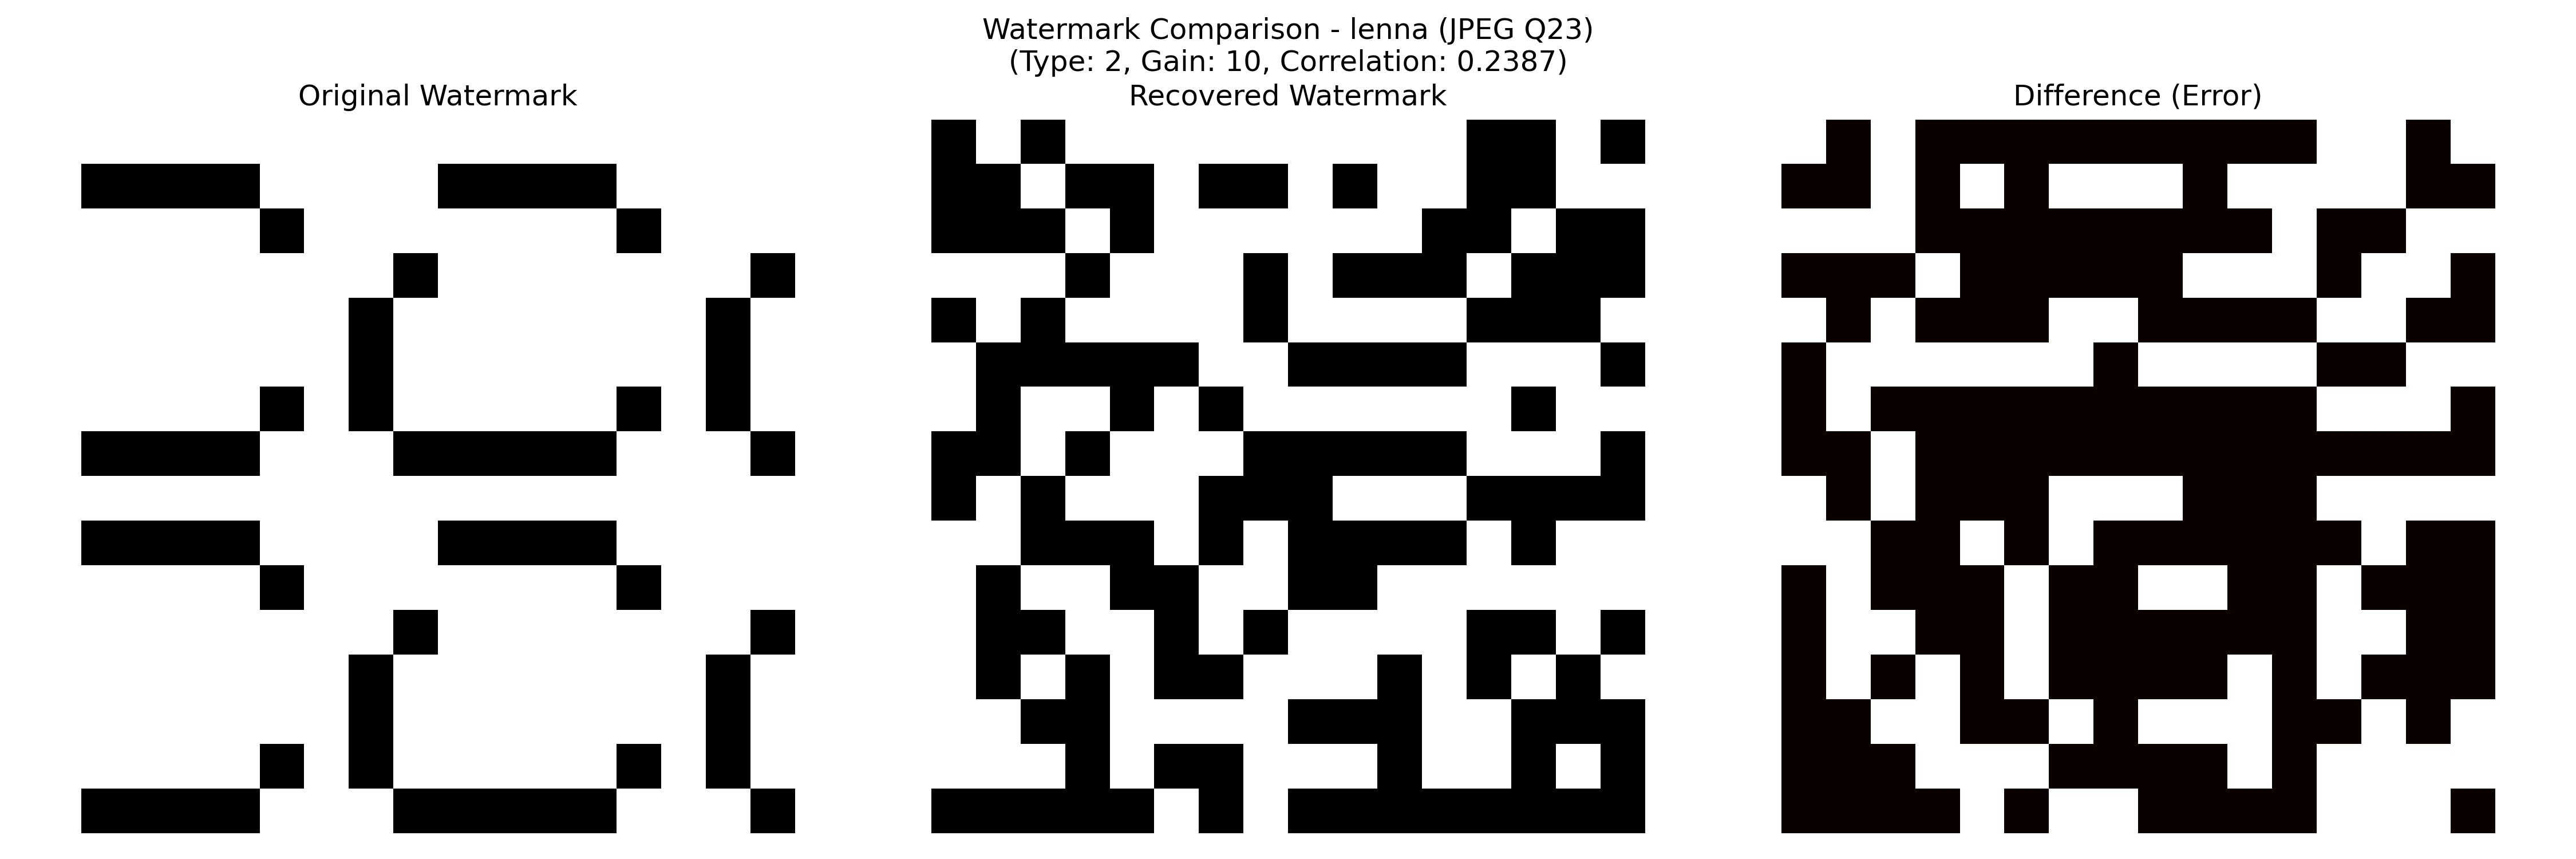 Watermark Comparison - lenna (JPEG Q23)
(Type: 2, Gain: 10, Correlation: 0.2387)
Original Watermark
Recovered Watermark
Difference (Error)